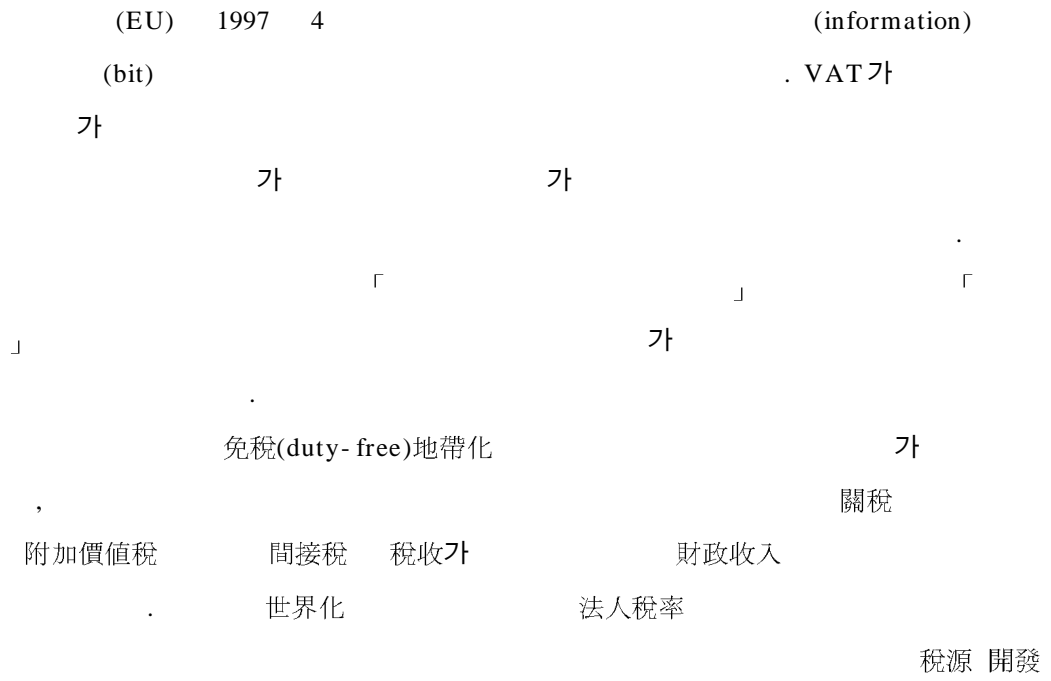 (EU) 1997 4 (information)
(bit) . VAT가
가
가 가
.
「 」 「
」 가
.
免稅(duty-free)地帶化 가
, 關稅
附加價値稅 間接稅 稅收가 財政收入
. 世界化 法人稅率
稅源 開發